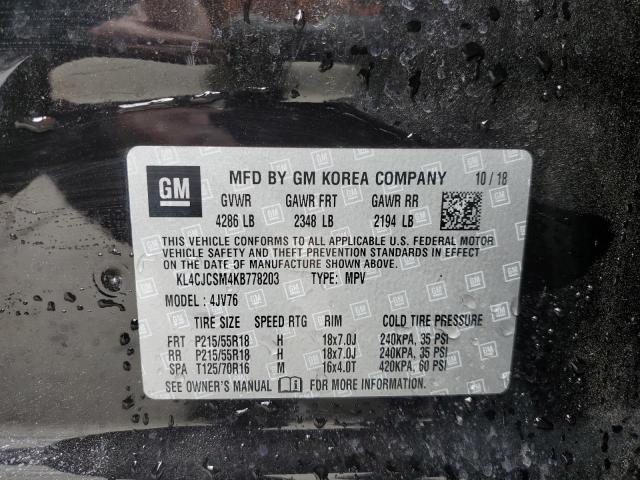 GM MFD BY GM KOREA COMPANY 10/18
GVWR GAWR FRT GAWR RR
4286 LB 2348 LB 2194 LB
THIS VEHICLE CONFORMS TO ALL APPLICABLE U.S. FEDERAL MOTOR
VEHICLE SAFETY AND THEFT PREVENTION STANDARDS IN EFFECT
ON THE DATE OF MANUFACTURE SHOWN ABOVE.
KL4CJCSM4KB778203 TYPE: MPV
MODEL : 4JV76
TIRE SIZE SPEED RTG RIM COLD TIRE PRESSURE
FRT P215/55R18 H 18x7.0J 240KPA, 35 PSI
RR P215/55R18 H 18x7.0J 240KPA, 35 PSI
SPA T125/70R16 M 16x4.0T 420KPA, 60 PSI
SEE OWNER'S MANUAL FOR MORE INFORMATION